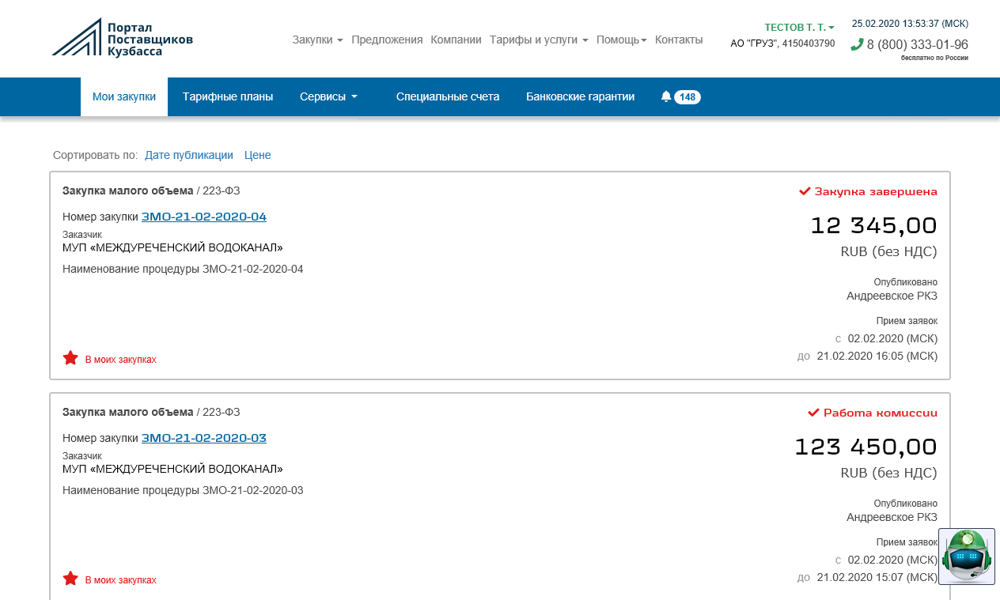 Портал
Поставщиков
Кузбасса
Закупки Предложения Компании Тарифы и услуги Помощь Контакты
ТЕСТОВ Т. Т.
АО "ГРУЗ", 4150403790
25.02.2020 13:53:37 (МСК)
8 (800) 333-01-96
бесплатно по России
Мои закупки Тарифные планы Сервисы Специальные счета Банковские гарантии 148
Сортировать по: Дате публикации Цене
Закупка малого объема / 223-ФЗ
Номер закупки ЗМО-21-02-2020-04
Заказчик
МУП «МЕЖДУРЕЧЕНСКИЙ ВОДОКАНАЛ»
Наименование процедуры ЗМО-21-02-2020-04
В моих закупках
Закупка завершена
12 345,00
RUB (без НДС)
Опубликовано
Андреевское РКЗ
Прием заявок
с 02.02.2020 (МСК)
до 21.02.2020 16:05 (МСК)
Закупка малого объема / 223-ФЗ
Номер закупки ЗМО-21-02-2020-03
Заказчик
МУП «МЕЖДУРЕЧЕНСКИЙ ВОДОКАНАЛ»
Наименование процедуры ЗМО-21-02-2020-03
В моих закупках
Работа комиссии
123 450,00
RUB (без НДС)
Опубликовано
Андреевское РКЗ
Прием заявок
с 02.02.2020 (МСК)
до 21.02.2020 15:07 (МСК)